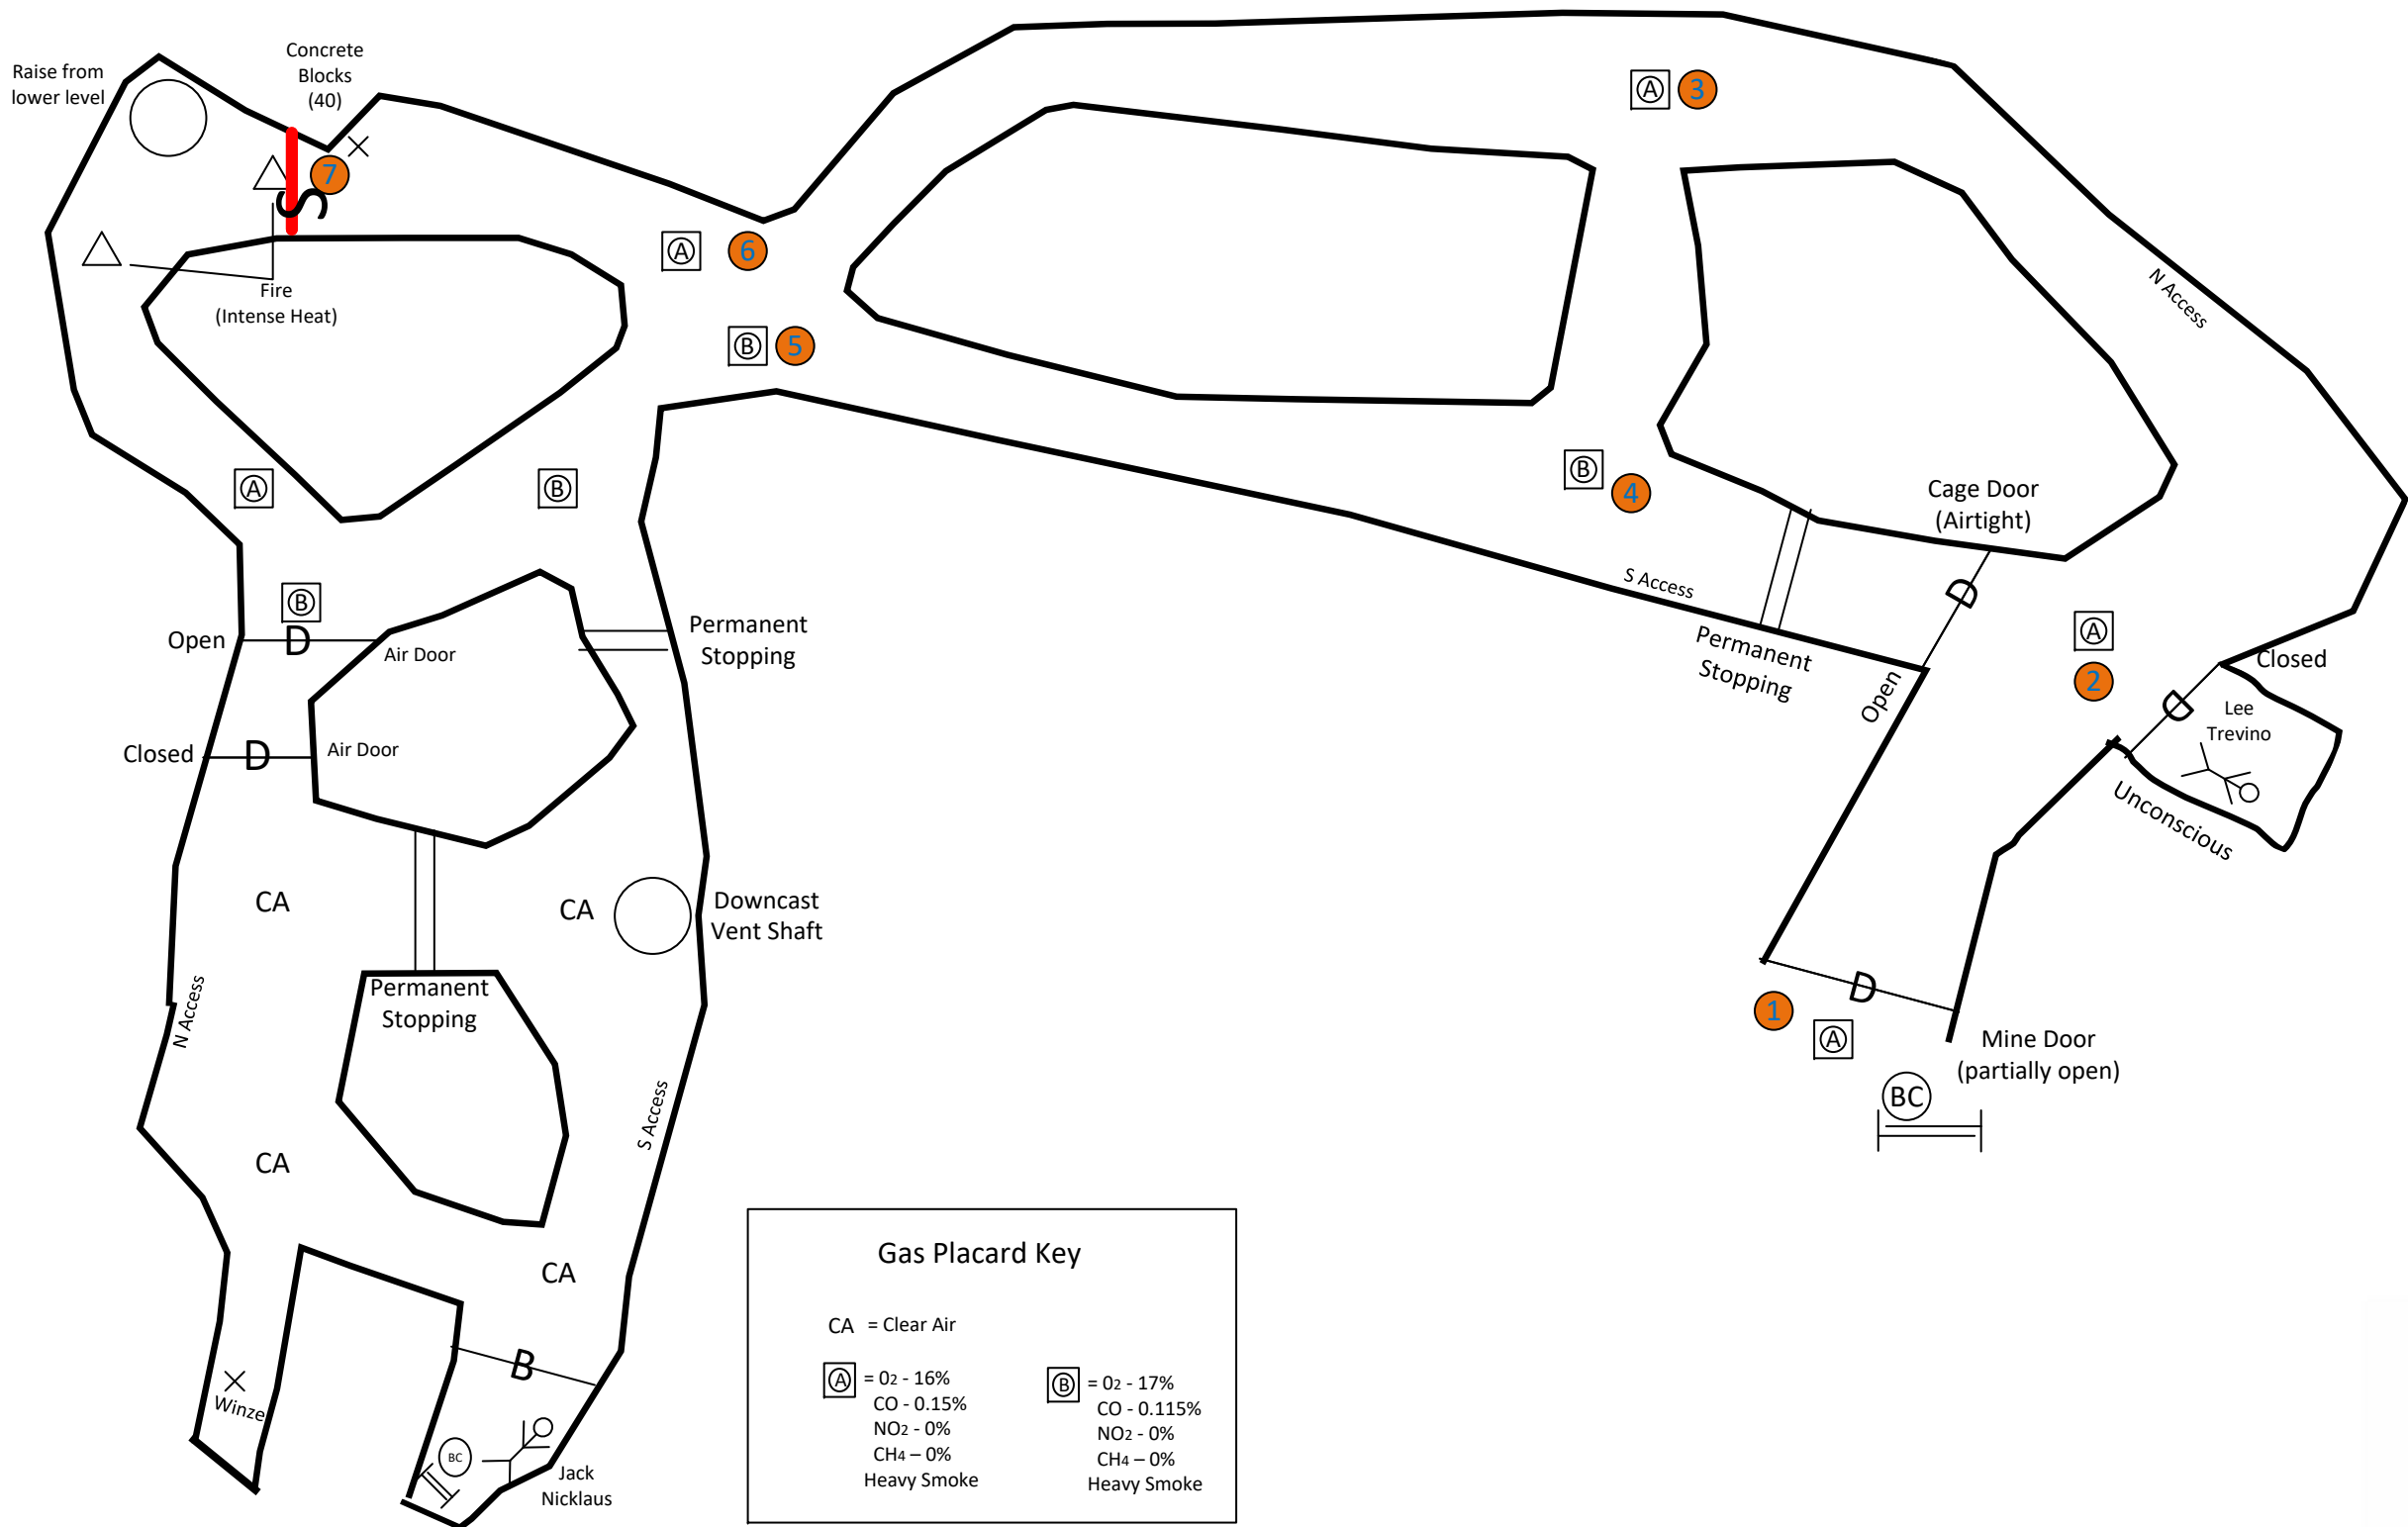 Raise from
lower level
Concrete
Blocks
(40)
7
S
A
3
A
6
Fire
(Intense Heat)
B
5
N Access
A
B
B
4
Cage Door
(Airtight)
D
S Access
Permanent
Stopping
Open
A
2
Closed
D
Lee
Trevino
Unconscious
B
Open
D
Air Door
Permanent
Stopping
Closed
D
Air Door
CA
CA
Downcast
Vent Shaft
Permanent
Stopping
N Access
1
D
A
Mine Door
(partially open)
BC
S Access
CA
CA
B
Winze
BC
Jack
Nicklaus
Gas Placard Key
CA = Clear Air
A = 02 - 16%
CO - 0.15%
NO2 - 0%
CH4 – 0%
Heavy Smoke
B = 02 - 17%
CO - 0.115%
NO2 - 0%
CH4 – 0%
Heavy Smoke